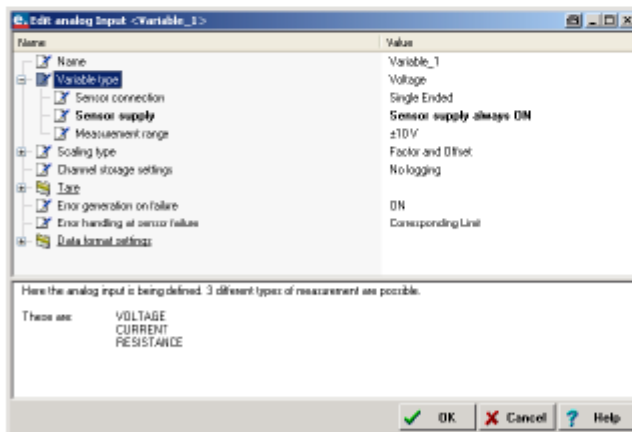 e. Edit analog Input <Variable_1>
Name Value
Name Variable_1
Variable type Voltage
Sensor connection Single Ended
Sensor supply Sensor supply always ON
Measurement range ±10 V
Scaling type Factor and Offset
Channel storage settings No logging
Tare
Error generation on failure ON
Error handling at sensor failure Corresponding Limit
Data format settings
Here the analog input is being defined. 3 different types of measurement are possible.
These are: VOLTAGE
CURRENT
RESISTANCE
OK Cancel ? Help